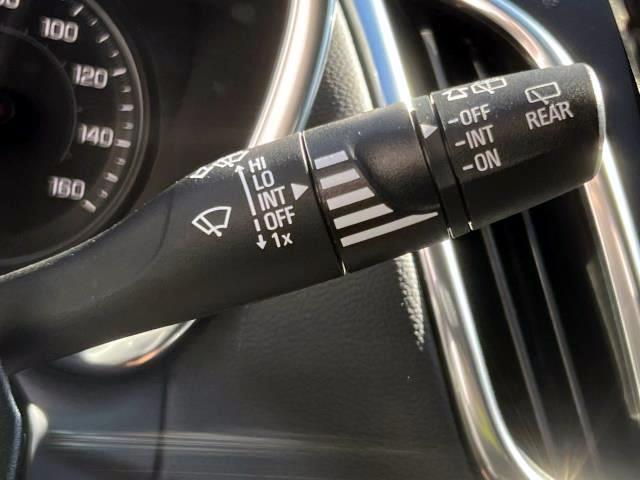 100
120
140
160
HI
LO
INT
OFF
1x
-OFF
-INT
-ON
REAR